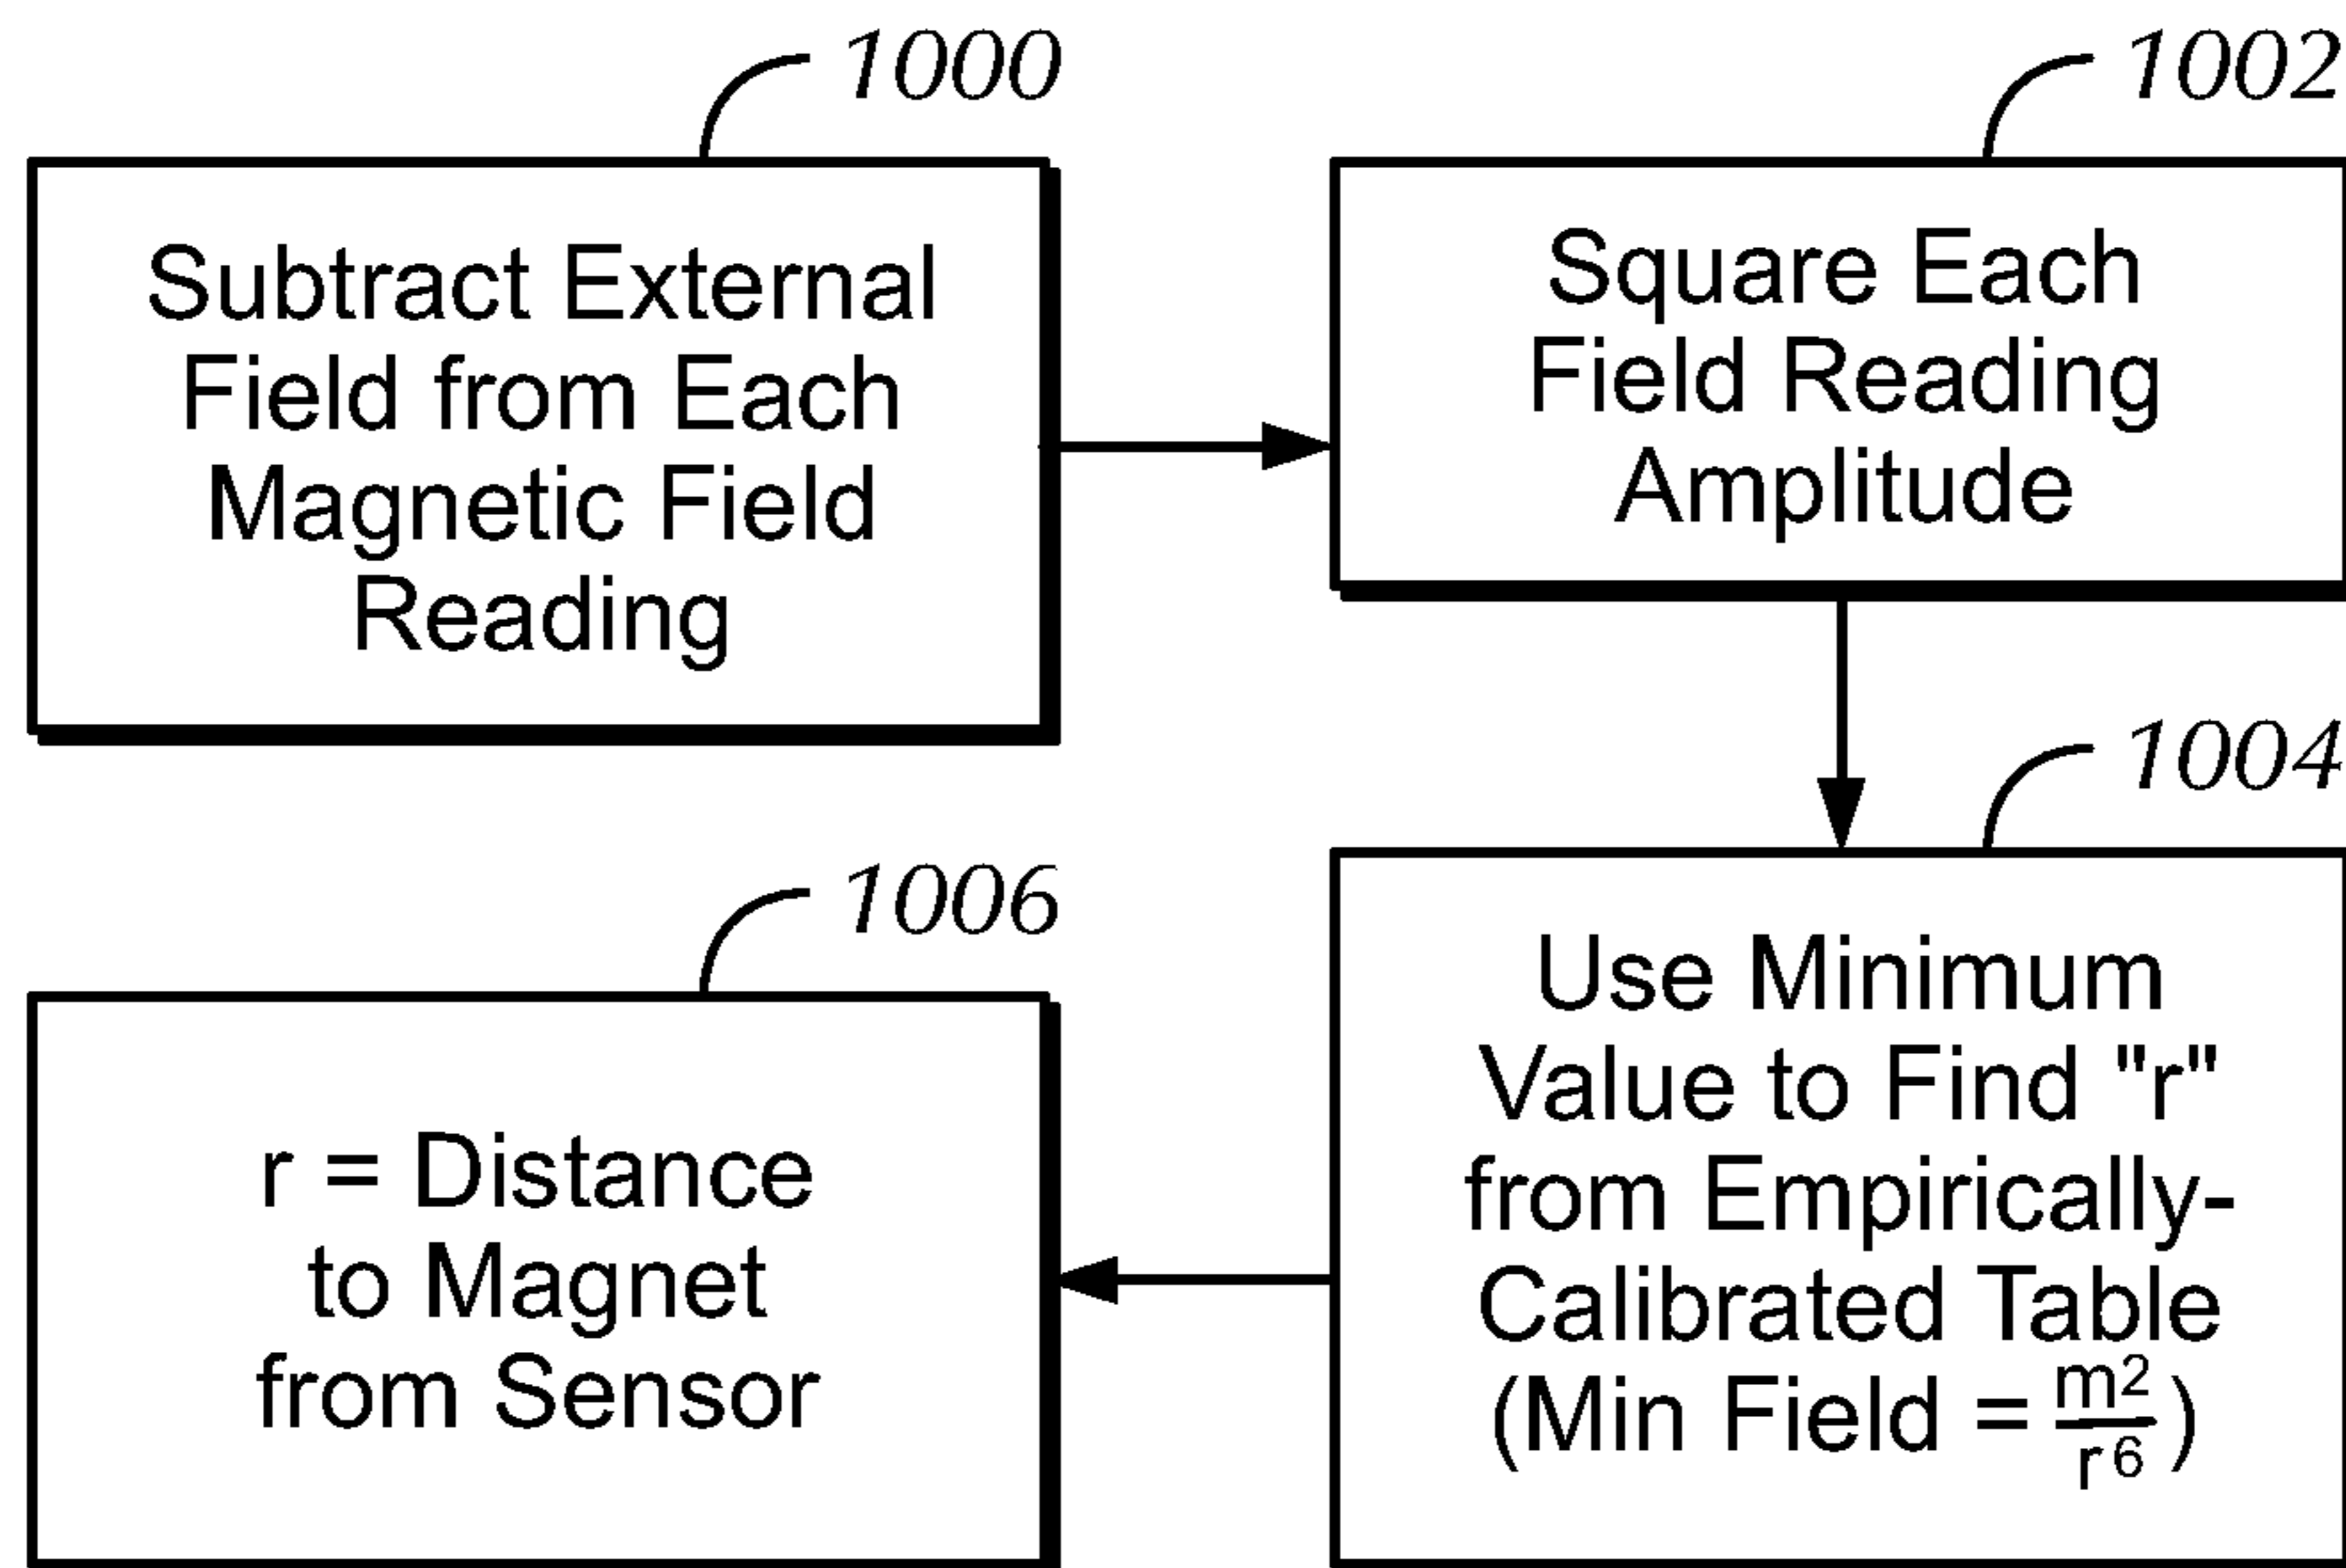 1000
Subtract External
Field from Each
Magnetic Field
Reading
1002
Square Each
Field Reading
Amplitude
1004
Use Minimum
Value to Find "r"
from Empirically-
Calibrated Table
(Min Field = m²/r⁶)
1006
r = Distance
to Magnet
from Sensor